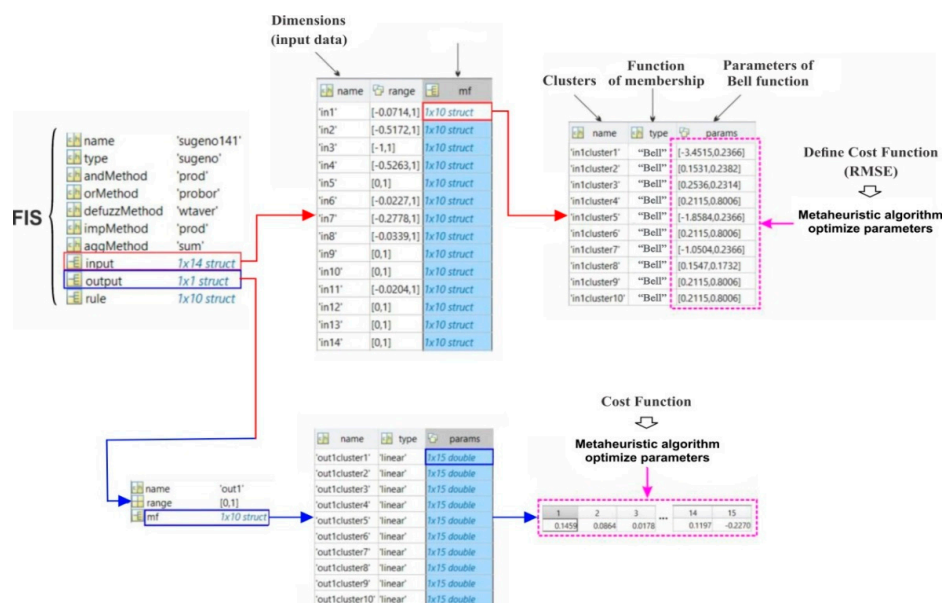 Dimensions
(input data)
name range mf
'in1' [-0.0714,1] 1x10 struct
'in2' [-0.5172,1] 1x10 struct
'in3' [-1,1] 1x10 struct
'in4' [-0.5263,1] 1x10 struct
'in5' [0,1] 1x10 struct
'in6' [-0.0227,1] 1x10 struct
'in7' [-0.2778,1] 1x10 struct
'in8' [-0.0339,1] 1x10 struct
'in9' [0,1] 1x10 struct
'in10' [0,1] 1x10 struct
'in11' [-0.0204,1] 1x10 struct
'in12' [0,1] 1x10 struct
'in13' [0,1] 1x10 struct
'in14' [0,1] 1x10 struct
Clusters
Function
of membership
Parameters of
Bell function
name type params
'in1cluster1' “Bell” [-3.4515,0.2366]
'in1cluster2' “Bell” [0.1531,0.2382]
'in1cluster3' “Bell” [0.2536,0.2314]
'in1cluster4' “Bell” [0.2115,0.8006]
'in1cluster5' “Bell” [-1.8584,0.2366]
'in1cluster6' “Bell” [0.2115,0.8006]
'in1cluster7' “Bell” [-1.0504,0.2366]
'in1cluster8' “Bell” [0.1547,0.1732]
'in1cluster9' “Bell” [0.2115,0.8006]
'in1cluster10' “Bell” [0.2115,0.8006]
Define Cost Function
(RMSE)
Metaheuristic algorithm
optimize parameters
FIS
name 'sugeno141'
type 'sugeno'
andMethod 'prod'
orMethod 'probor'
defuzzMethod 'wtaver'
impMethod 'prod'
aggMethod 'sum'
input 1x14 struct
output 1x1 struct
rule 1x10 struct
name 'out1'
range [0,1]
mf 1x10 struct
name type params
'out1cluster1' 'linear' 1x15 double
'out1cluster2' 'linear' 1x15 double
'out1cluster3' 'linear' 1x15 double
'out1cluster4' 'linear' 1x15 double
'out1cluster5' 'linear' 1x15 double
'out1cluster6' 'linear' 1x15 double
'out1cluster7' 'linear' 1x15 double
'out1cluster8' 'linear' 1x15 double
'out1cluster9' 'linear' 1x15 double
'out1cluster10' 'linear' 1x15 double
Cost Function
Metaheuristic algorithm
optimize parameters
1 2 3 ... 14 15
0.1459 0.0864 0.0178 0.1197 -0.2270